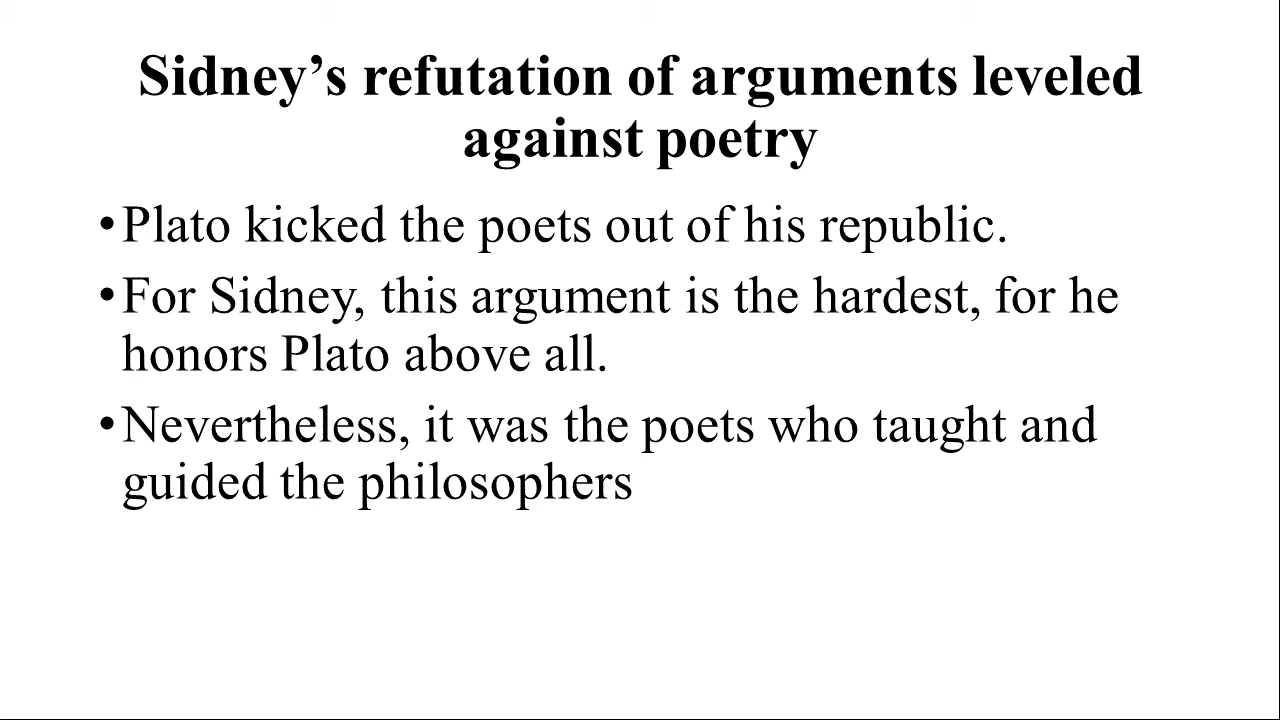 Sidney’s refutation of arguments leveled
against poetry
•Plato kicked the poets out of his republic.
•For Sidney, this argument is the hardest, for he
honors Plato above all.
•Nevertheless, it was the poets who taught and
guided the philosophers